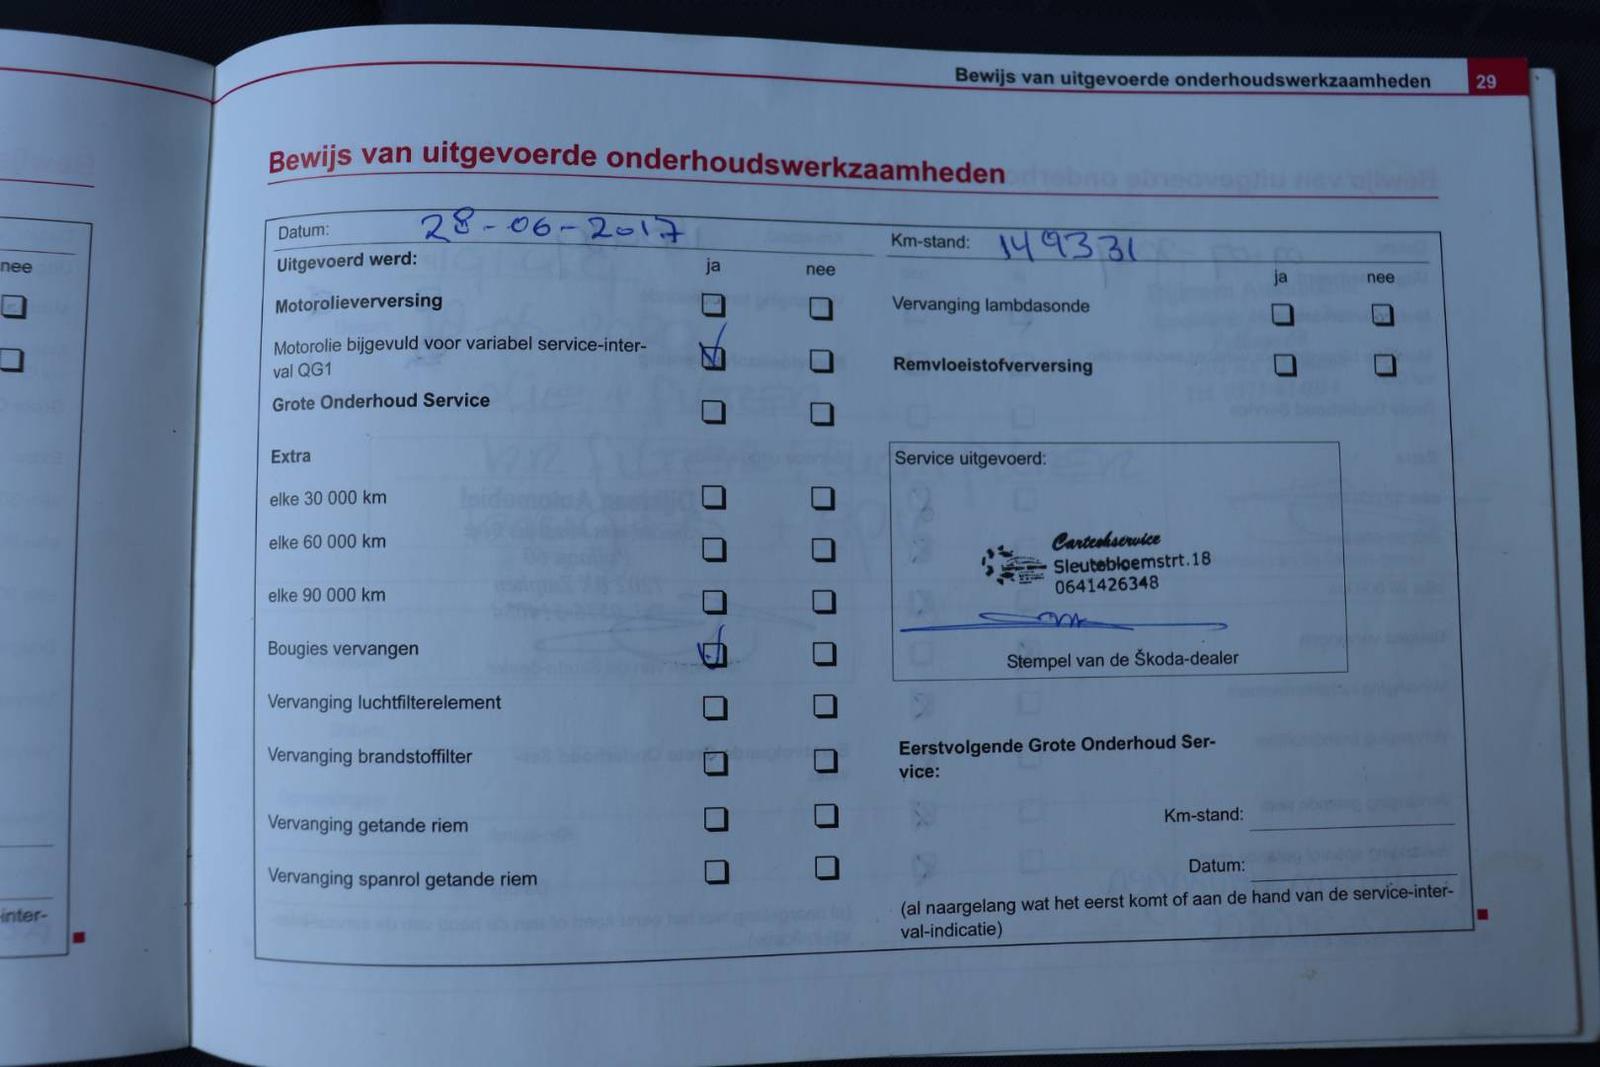 Bewijs van uitgevoerde onderhoudswerkzaamheden 29
Bewijs van uitgevoerde onderhoudswerkzaamheden
nee
Datum: 28-06-2017
Km-stand: 149331
Uitgevoerd werd: ja nee
ja nee
Motorolieverversing
Vervanging lambdasonde
Motorolie bijgevuld voor variabel service-inter-
val QG1
Remvloeistofverversing
Grote Onderhoud Service
Extra
Service uitgevoerd:
elke 30 000 km
elke 60 000 km
Carteshservice
Sleutebloemstrt.18
0641426348
elke 90 000 km
Bougies vervangen
Stempel van de Škoda-dealer
Vervanging luchtfilterelement
Vervanging brandstoffilter
Eerstvolgende Grote Onderhoud Ser-
vice:
Vervanging getande riem
Km-stand:
Vervanging spanrol getande riem
Datum:
(al naargelang wat het eerst komt of aan de hand van de service-inter-
val-indicatie)
inter-